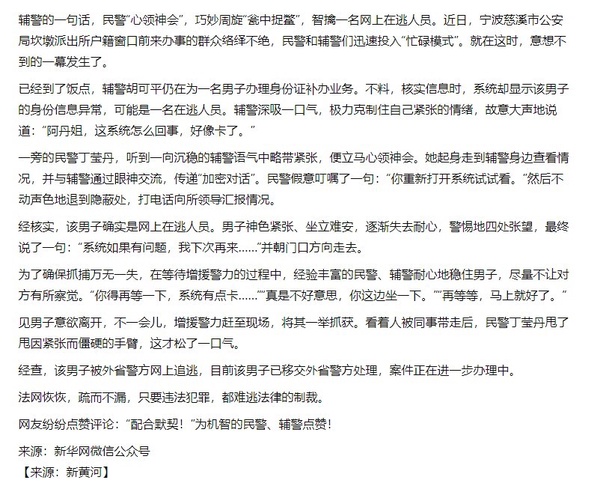 辅警的一句话，民警“心领神会”，巧妙周旋“瓮中捉鳖”，智擒一名网上在逃人员。近日，宁波慈溪市公安
局坎墩派出所户籍窗口前来办事的群众络绎不绝，民警和辅警们迅速投入“忙碌模式”。就在这时，意想不
到的一幕发生了。
已经到了饭点，辅警胡可平仍在为一名男子办理身份证补办业务。不料，核实信息时，系统却显示该男子
的身份信息异常，可能是一名在逃人员。辅警深吸一口气，极力克制住自己紧张的情绪，故意大声地说
道：“阿丹姐，这系统怎么回事，好像卡了。”
一旁的民警丁莹丹，听到一向沉稳的辅警语气中略带紧张，便立马心领神会。她起身走到辅警身边查看情
况，并与辅警通过眼神交流，传递“加密对话”。民警假意叮嘱了一句：“你重新打开系统试试看。”然后不
动声色地退到隐蔽处，打电话向所领导汇报情况。
经核实，该男子确实是网上在逃人员。男子神色紧张、坐立难安，逐渐失去耐心，警惕地四处张望，最终
说了一句：“系统如果有问题，我下次再来......”并朝门口方向走去。
为了确保抓捕万无一失，在等待增援警力的过程中，经验丰富的民警、辅警耐心地稳住男子，尽量不让对
方有所察觉。“你得再等一下，系统有点卡......”“真是不好意思，你这边坐一下。”“再等等，马上就好了。”
见男子意欲离开，不一会儿，增援警力赶至现场，将其一举抓获。看着人被同事带走后，民警丁莹丹甩了
甩因紧张而僵硬的手臂，这才松了一口气。
经查，该男子被外省警方网上追逃，目前该男子已移交外省警方处理，案件正在进一步办理中。
法网恢恢，疏而不漏，只要违法犯罪，都难逃法律的制裁。
网友纷纷点赞评论：“配合默契！”为机智的民警、辅警点赞！
来源：新华网微信公众号
【来源：新黄河】